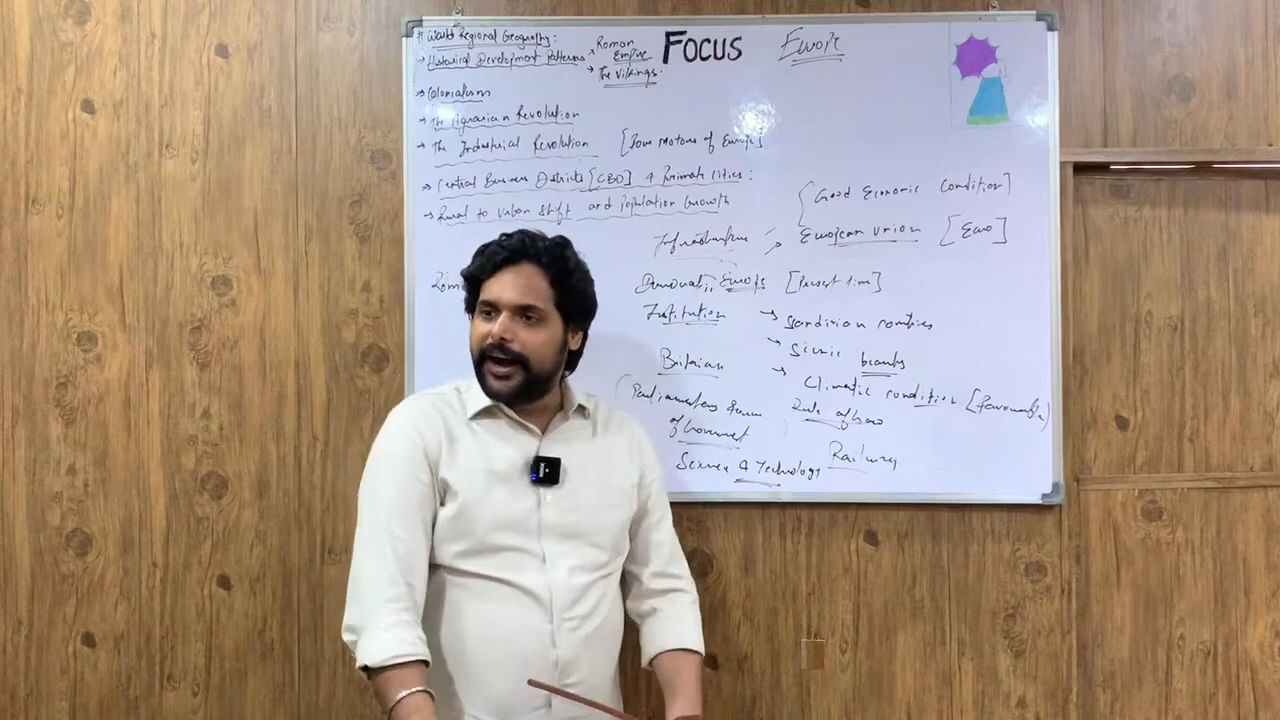 # World Regional Geography:
→ Historical Development Patterns → Roman Empire
→ The Vikings.
FOCUS
Europe
→ Colonialism
→ The Agrarian Revolution
→ The Industrial Revolution [Four Motors of Europe]
→ Central Business Districts [CBD] & Primate cities:
→ Rural to Urban Shift and Population Growth
Good Economic Condition]
Infrastructure → European union [Euro]
Democratic Europe [Present time]
Institution → countries
→ Scenic beauty
→ Climatic condition [favourable)
(Parliamentary form
of Government
Rule of law
Science & Technology
Railway